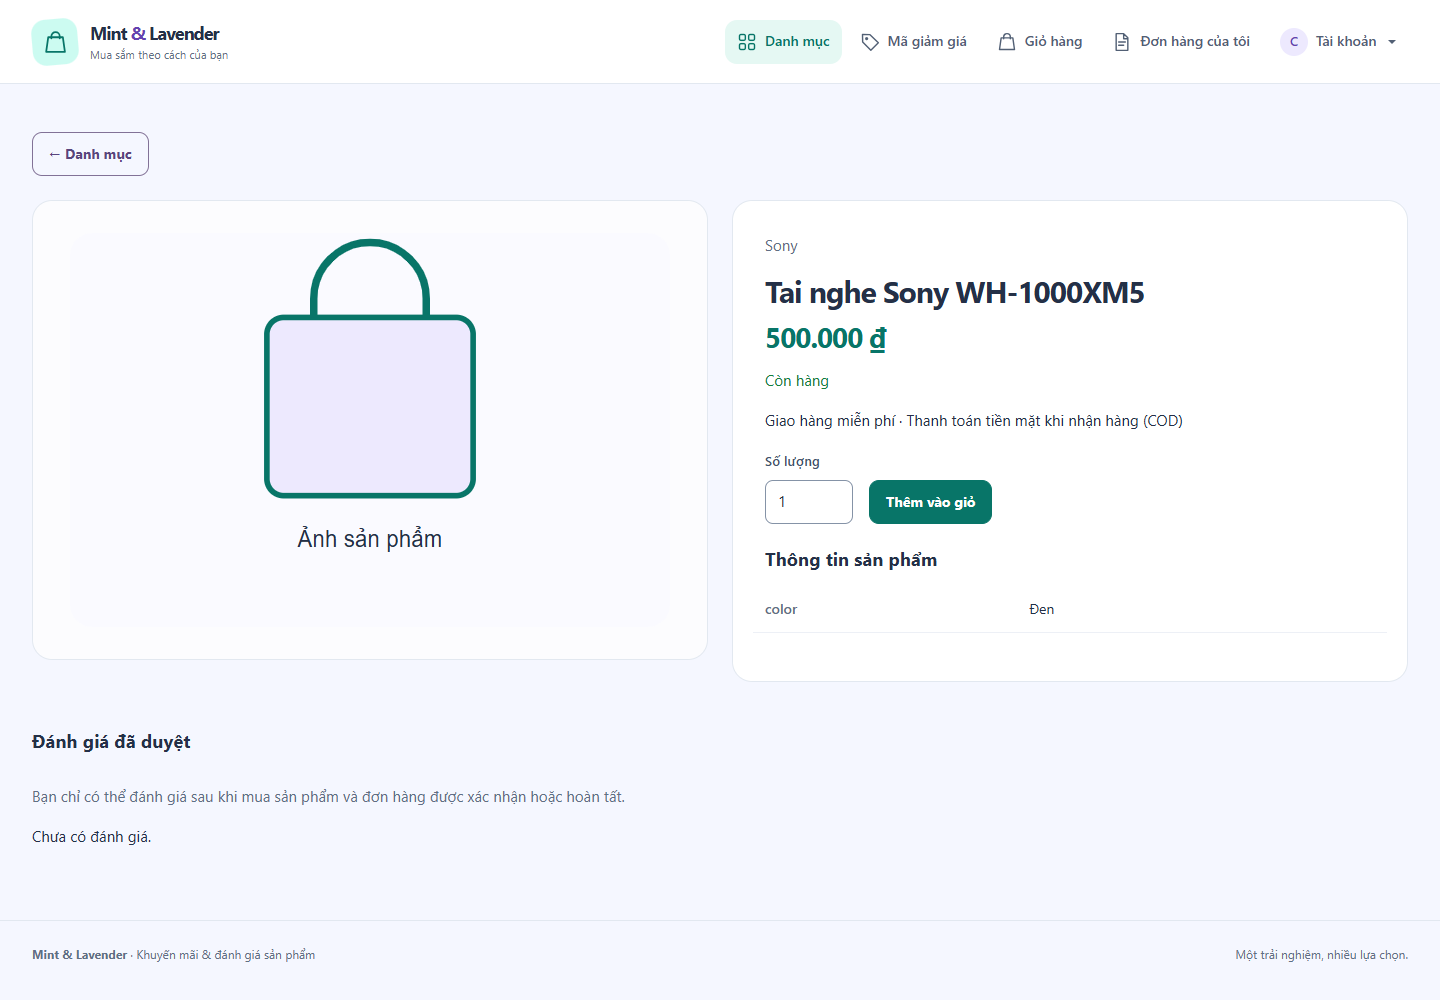 Mint & Lavender
Mua sắm theo cách của bạn
Danh mục
Mã giảm giá
Giỏ hàng
Đơn hàng của tôi
C
Tài khoản
← Danh mục
Ảnh sản phẩm
Sony
Tai nghe Sony WH-1000XM5
500.000 ₫
Còn hàng
Giao hàng miễn phí · Thanh toán tiền mặt khi nhận hàng (COD)
Số lượng
1
Thêm vào giỏ
Thông tin sản phẩm
color Đen
Đánh giá đã duyệt
Bạn chỉ có thể đánh giá sau khi mua sản phẩm và đơn hàng được xác nhận hoặc hoàn tất.
Chưa có đánh giá.
Mint & Lavender · Khuyến mãi & đánh giá sản phẩm
Một trải nghiệm, nhiều lựa chọn.